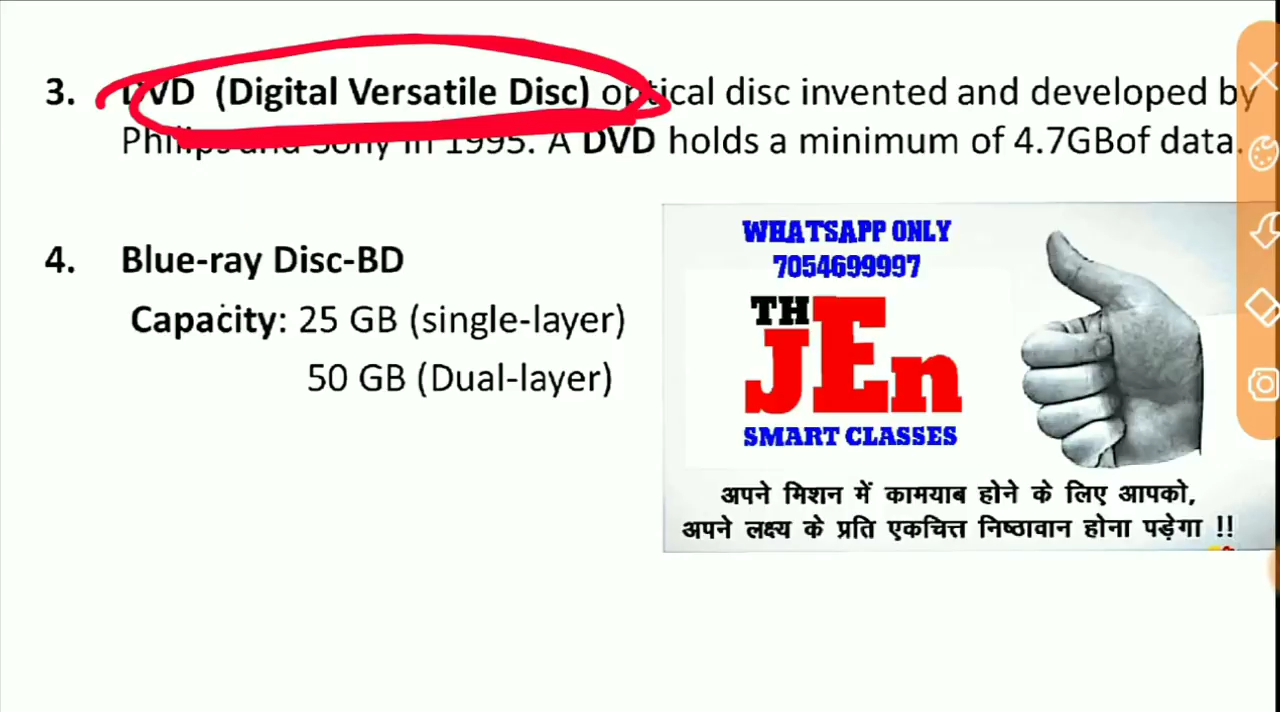 3. DVD (Digital Versatile Disc) optical disc invented and developed by
Philips and Sony in 1995. A DVD holds a minimum of 4.7GBof data.
4. Blue-ray Disc-BD
Capacity: 25 GB (single-layer)
50 GB (Dual-layer)
WHATSAPP ONLY
7054699997
TH
JEn
SMART CLASSES
अपने मिशन में कामयाब होने के लिए आपको,
अपने लक्ष्य के प्रति एकचित्त निष्ठावान होना पड़ेगा !!